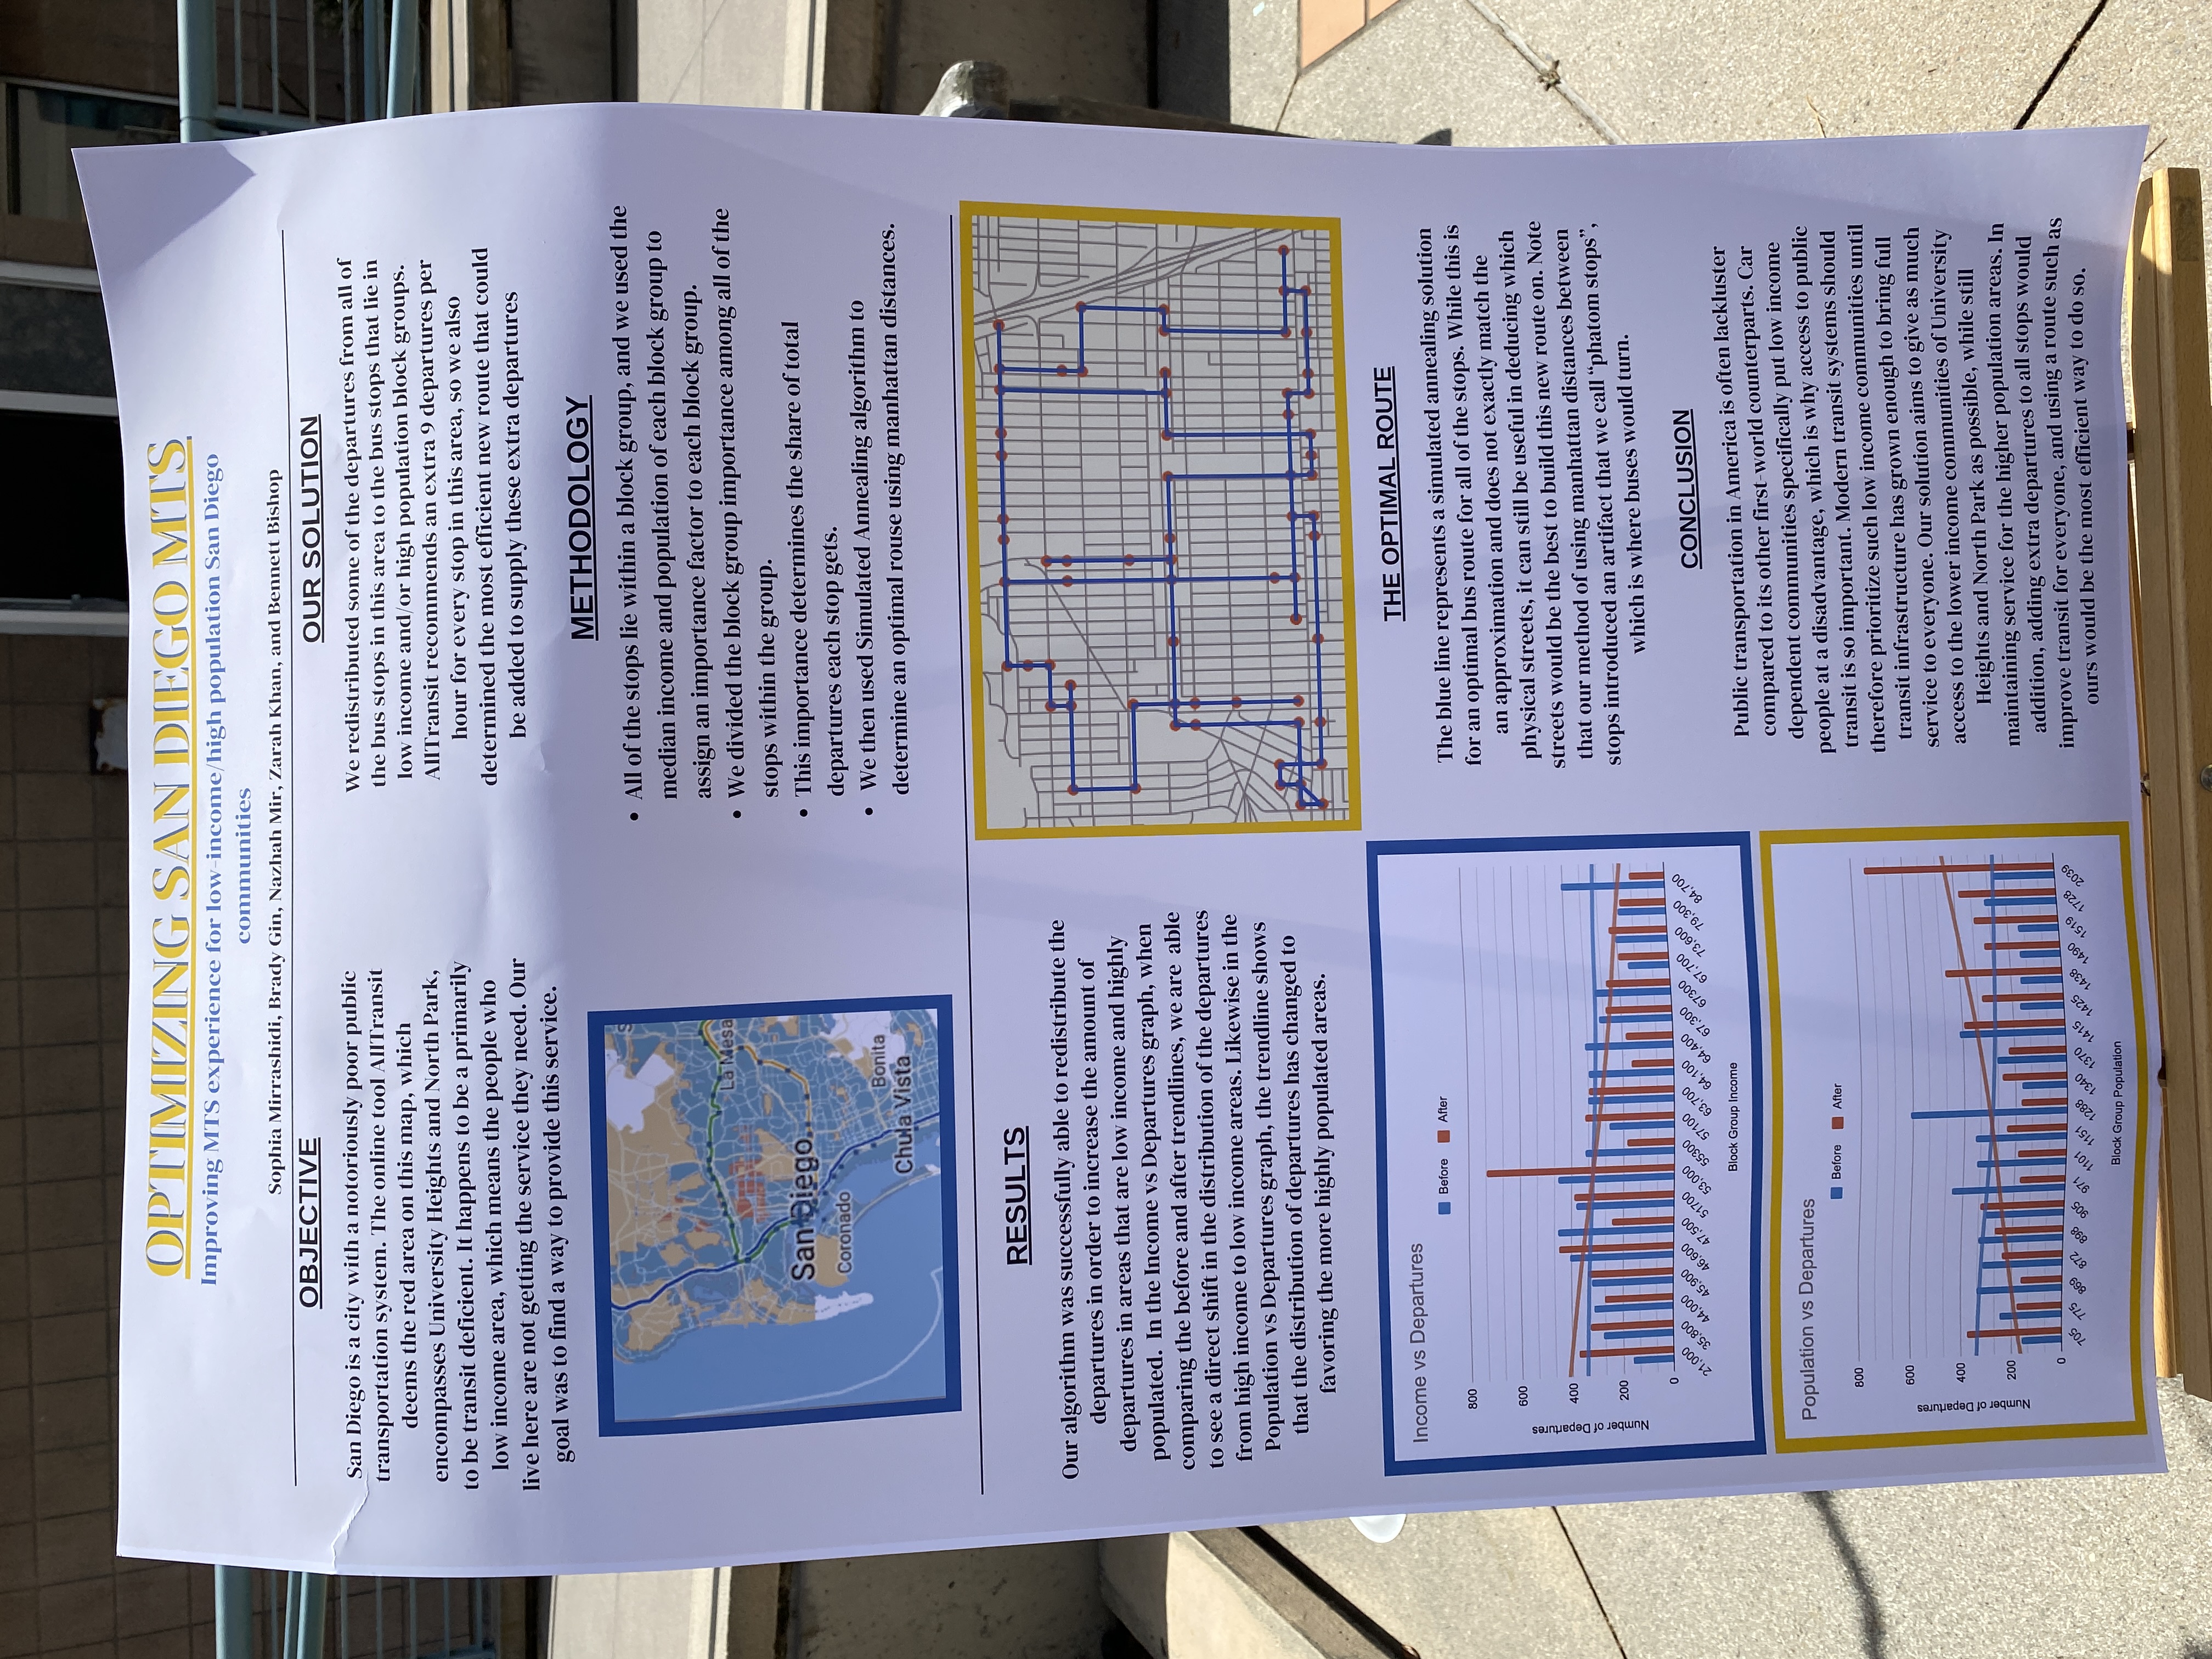 OPTIMIZING SAN DIEGO MTS
Improving MTS experience for low-income/high population San Diego
communities
Sophia Mirrashidi, Brady Gin, Nazhah Mir, Zarah Khan, and Bennett Bishop
OBJECTIVE
San Diego is a city with a notoriously poor public
transportation system. The online tool AllTransit
deems the red area on this map, which
encompasses University Heights and North Park,
to be transit deficient. It happens to be a primarily
low income area, which means the people who
live here are not getting the service they need. Our
goal was to find a way to provide this service.
S
La Mesa
San Diego
Coronado
Bonita
Chula Vista
OUR SOLUTION
We redistributed some of the departures from all of
the bus stops in this area to the bus stops that lie in
low income and/or high population block groups.
AllTransit recommends an extra 9 departures per
hour for every stop in this area, so we also
determined the most efficient new route that could
be added to supply these extra departures
METHODOLOGY
• All of the stops lie within a block group, and we used the
median income and population of each block group to
assign an importance factor to each block group.
• We divided the block group importance among all of the
stops within the group.
• This importance determines the share of total
departures each stop gets.
• We then used Simulated Annealing algorithm to
determine an optimal rouse using manhattan distances.
RESULTS
Our algorithm was successfully able to redistribute the
departures in order to increase the amount of
departures in areas that are low income and highly
populated. In the Income vs Departures graph, when
comparing the before and after trendlines, we are able
to see a direct shift in the distribution of the departures
from high income to low income areas. Likewise in the
Population vs Departures graph, the trendline shows
that the distribution of departures has changed to
favoring the more highly populated areas.
Income vs Departures
Before After
Number of Departures
800
600
400
200
0
21,000 35,800 44,000 45,900 46,600 47,500 51700 53,000 55300 57100 63,700 64,100 64,400 67,300 67300 67,700 73,600 79,300 84,700
Block Group Income
Population vs Departures
Before After
Number of Departures
800
600
400
200
0
705 775 869 872 898 905 971 1101 1151 1288 1340 1370 1415 1425 1438 1490 1519 1728 2039
Block Group Population
THE OPTIMAL ROUTE
The blue line represents a simulated annealing solution
for an optimal bus route for all of the stops. While this is
an approximation and does not exactly match the
physical streets, it can still be useful in deducing which
streets would be the best to build this new route on. Note
that our method of using manhattan distances between
stops introduced an artifact that we call “phatom stops”,
which is where buses would turn.
CONCLUSION
Public transportation in America is often lackluster
compared to its other first-world counterparts. Car
dependent communities specifically put low income
people at a disadvantage, which is why access to public
transit is so important. Modern transit systems should
therefore prioritize such low income communities until
transit infrastructure has grown enough to bring full
service to everyone. Our solution aims to give as much
access to the lower income communities of University
Heights and North Park as possible, while still
maintaining service for the higher population areas. In
addition, adding extra departures to all stops would
improve transit for everyone, and using a route such as
ours would be the most efficient way to do so.